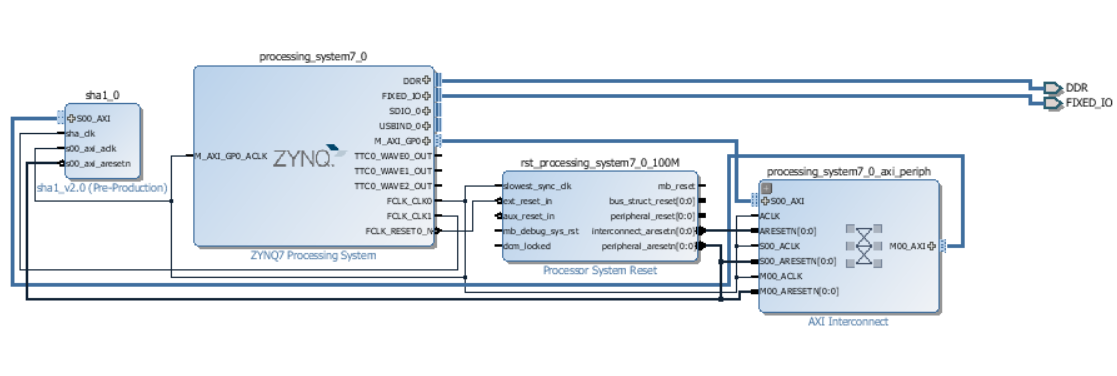 processing_system7_0
DDR
FIXED_IO
SDIO_0
USBIND_0
M_AXI_GP0
M_AXI_GP0_ACLK
ZYNQ
TTC0_WAVE0_OUT
TTC0_WAVE1_OUT
TTC0_WAVE2_OUT
FCLK_CLK0
FCLK_CLK1
FCLK_RESET0_N
ZYNQ7 Processing System
sha1_0
S00_AXI
sha_clk
s00_axi_aclk
s00_axi_aresetn
sha1_v2.0 (Pre-Production)
rst_processing_system7_0_100M
slowest_sync_clk
ext_reset_in
aux_reset_in
mb_debug_sys_rst
dcm_locked
mb_reset
bus_struct_reset[0:0]
peripheral_reset[0:0]
interconnect_aresetn[0:0]
peripheral_aresetn[0:0]
Processor System Reset
processing_system7_0_axi_periph
S00_AXI
ACLK
ARESETN[0:0]
S00_ACLK
S00_ARESETN[0:0]
M00_ACLK
M00_ARESETN[0:0]
M00_AXI
AXI Interconnect
DDR
FIXED_IO